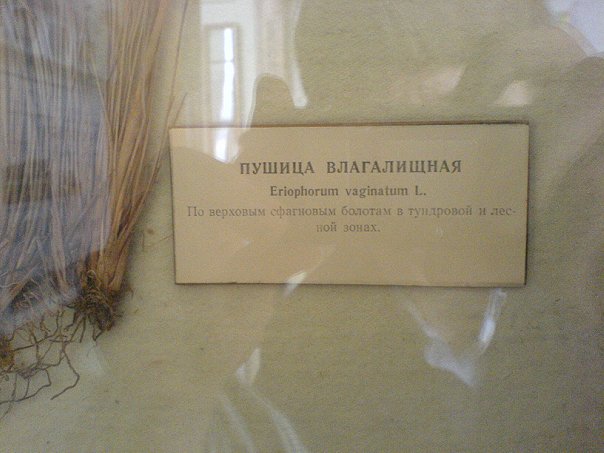 ПУШИЦА ВЛАГАЛИЩНАЯ
Eriophorum vaginatum L.
По верховым сфагновым болотам в тундровой и лес-
ной зонах.